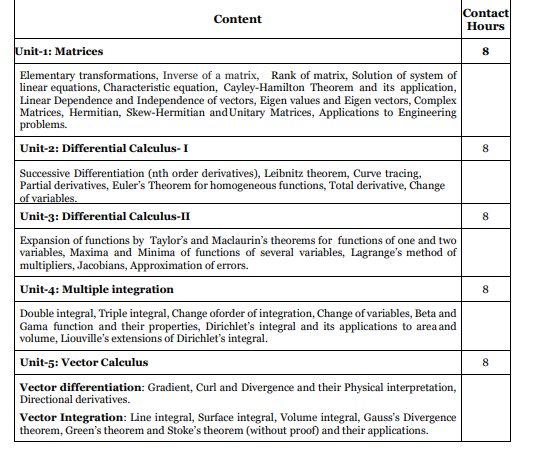 Content
Contact
Hours
Unit-1: Matrices
8
Elementary transformations, Inverse of a matrix, Rank of matrix, Solution of system of
linear equations, Characteristic equation, Cayley-Hamilton Theorem and its application,
Linear Dependence and Independence of vectors, Eigen values and Eigen vectors, Complex
Matrices, Hermitian, Skew-Hermitian and Unitary Matrices, Applications to Engineering
problems.
Unit-2: Differential Calculus- I
8
Successive Differentiation (nth order derivatives), Leibnitz theorem, Curve tracing,
Partial derivatives, Euler's Theorem for homogeneous functions, Total derivative, Change
of variables.
Unit-3: Differential Calculus-II
8
Expansion of functions by Taylor's and Maclaurin's theorems for functions of one and two
variables, Maxima and Minima of functions of several variables, Lagrange's method of
multipliers, Jacobians, Approximation of errors.
Unit-4: Multiple integration
8
Double integral, Triple integral, Change oforder of integration, Change of variables, Beta and
Gama function and their properties, Dirichlet's integral and its applications to area and
volume, Liouville's extensions of Dirichlet's integral.
Unit-5: Vector Calculus
8
Vector differentiation: Gradient, Curl and Divergence and their Physical interpretation,
Directional derivatives.
Vector Integration: Line integral, Surface integral, Volume integral, Gauss's Divergence
theorem, Green's theorem and Stoke's theorem (without proof) and their applications.